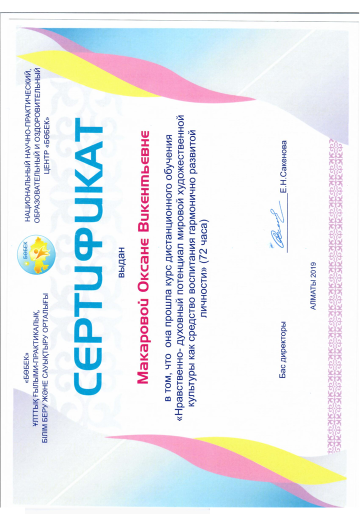 «БӨБЕК»
ҰЛТТЫҚ ҒЫЛЫМИ-ПРАКТИКАЛЫҚ,
БІЛІМ БЕРУ ЖӘНЕ САУЫҚТЫРУ ОРТАЛЫҒЫ
БӨБЕК
НАЦИОНАЛЬНЫЙ НАУЧНО-ПРАКТИЧЕСКИЙ,
ОБРАЗОВАТЕЛЬНЫЙ И ОЗДОРОВИТЕЛЬНЫЙ
ЦЕНТР «БӨБЕК»
СЕРТИФИКАТ
выдан
Макаровой Оксане Викентьевне
в том, что она прошла курс дистанционного обучения
«Нравственно- духовный потенциал мировой художественной
культуры как средство воспитания гармонично развитой
личности» (72 часа)
Бас директоры Е.Н.Сакенова
АЛМАТЫ 2019